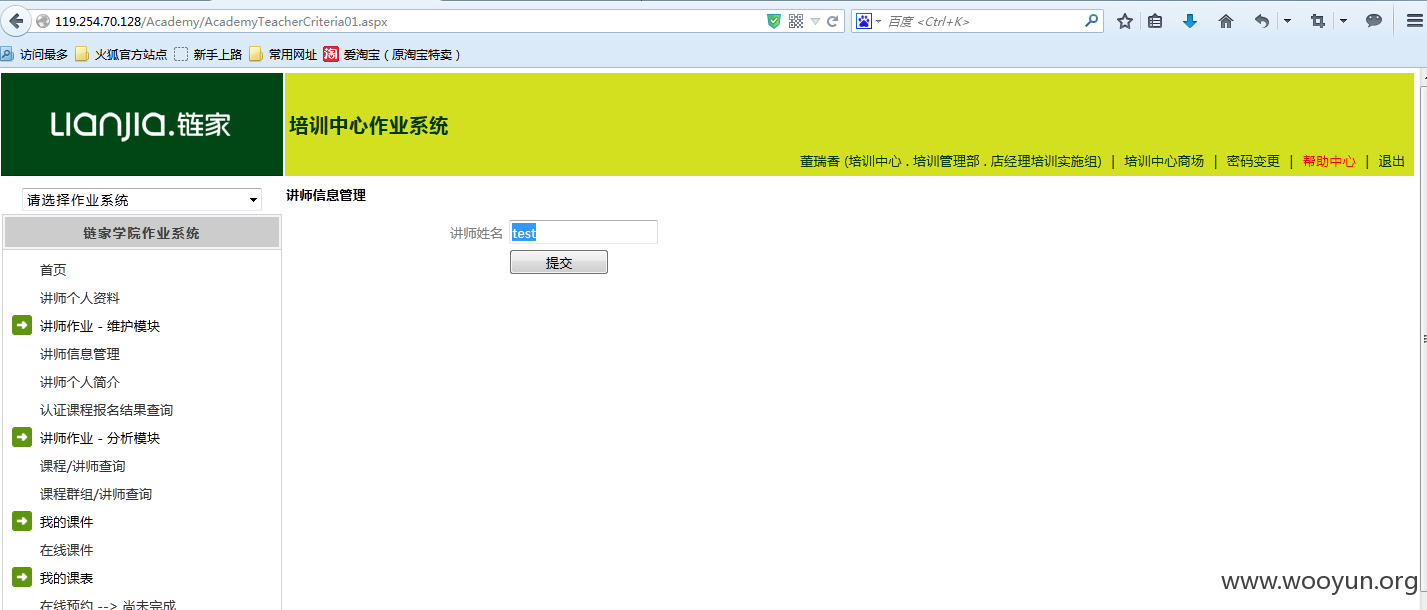 119.254.70.128/Academy/AcademyTeacherCriteria01.aspx
百度 <Ctrl+K>
访问最多 火狐官方站点 新手上路 常用网址 淘 爱淘宝（原淘宝特卖）
LIANJIA.链家
培训中心作业系统
董瑞香 (培训中心 . 培训管理部 . 店经理培训实施组) | 培训中心商场 | 密码变更 | 帮助中心 | 退出
请选择作业系统
讲师信息管理
链家学院作业系统
讲师姓名 test
提交
首页
讲师个人资料
讲师作业 - 维护模块
讲师信息管理
讲师个人简介
认证课程报名结果查询
讲师作业 - 分析模块
课程/讲师查询
课程群组/讲师查询
我的课件
在线课件
我的课表
在线预约 --> 尚未完成
www.wooyun.org